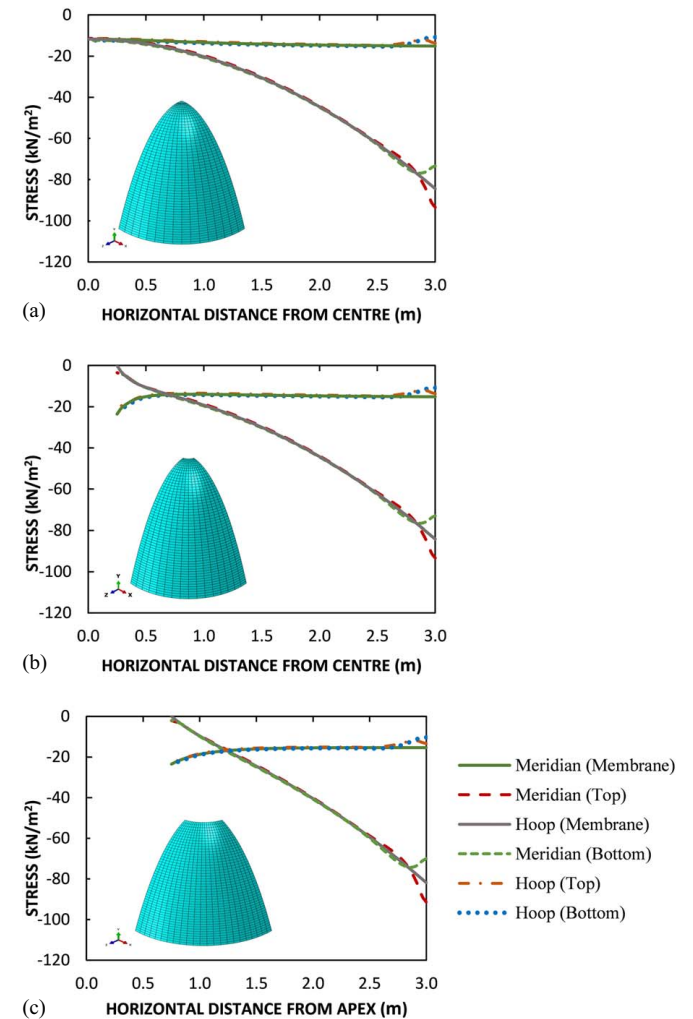 0
-20
-40
-60
-80
-100
-120
STRESS (kN/m²)
0.0 0.5 1.0 1.5 2.0 2.5 3.0
(a) HORIZONTAL DISTANCE FROM CENTRE (m)
0
-20
-40
-60
-80
-100
-120
STRESS (kN/m²)
Y
Z X
0.0 0.5 1.0 1.5 2.0 2.5 3.0
(b) HORIZONTAL DISTANCE FROM CENTRE (m)
0
-20
-40
-60
-80
-100
-120
STRESS (kN/m²)
0.0 0.5 1.0 1.5 2.0 2.5 3.0
(c) HORIZONTAL DISTANCE FROM APEX (m)
Meridian (Membrane)
Meridian (Top)
Hoop (Membrane)
Meridian (Bottom)
Hoop (Top)
Hoop (Bottom)